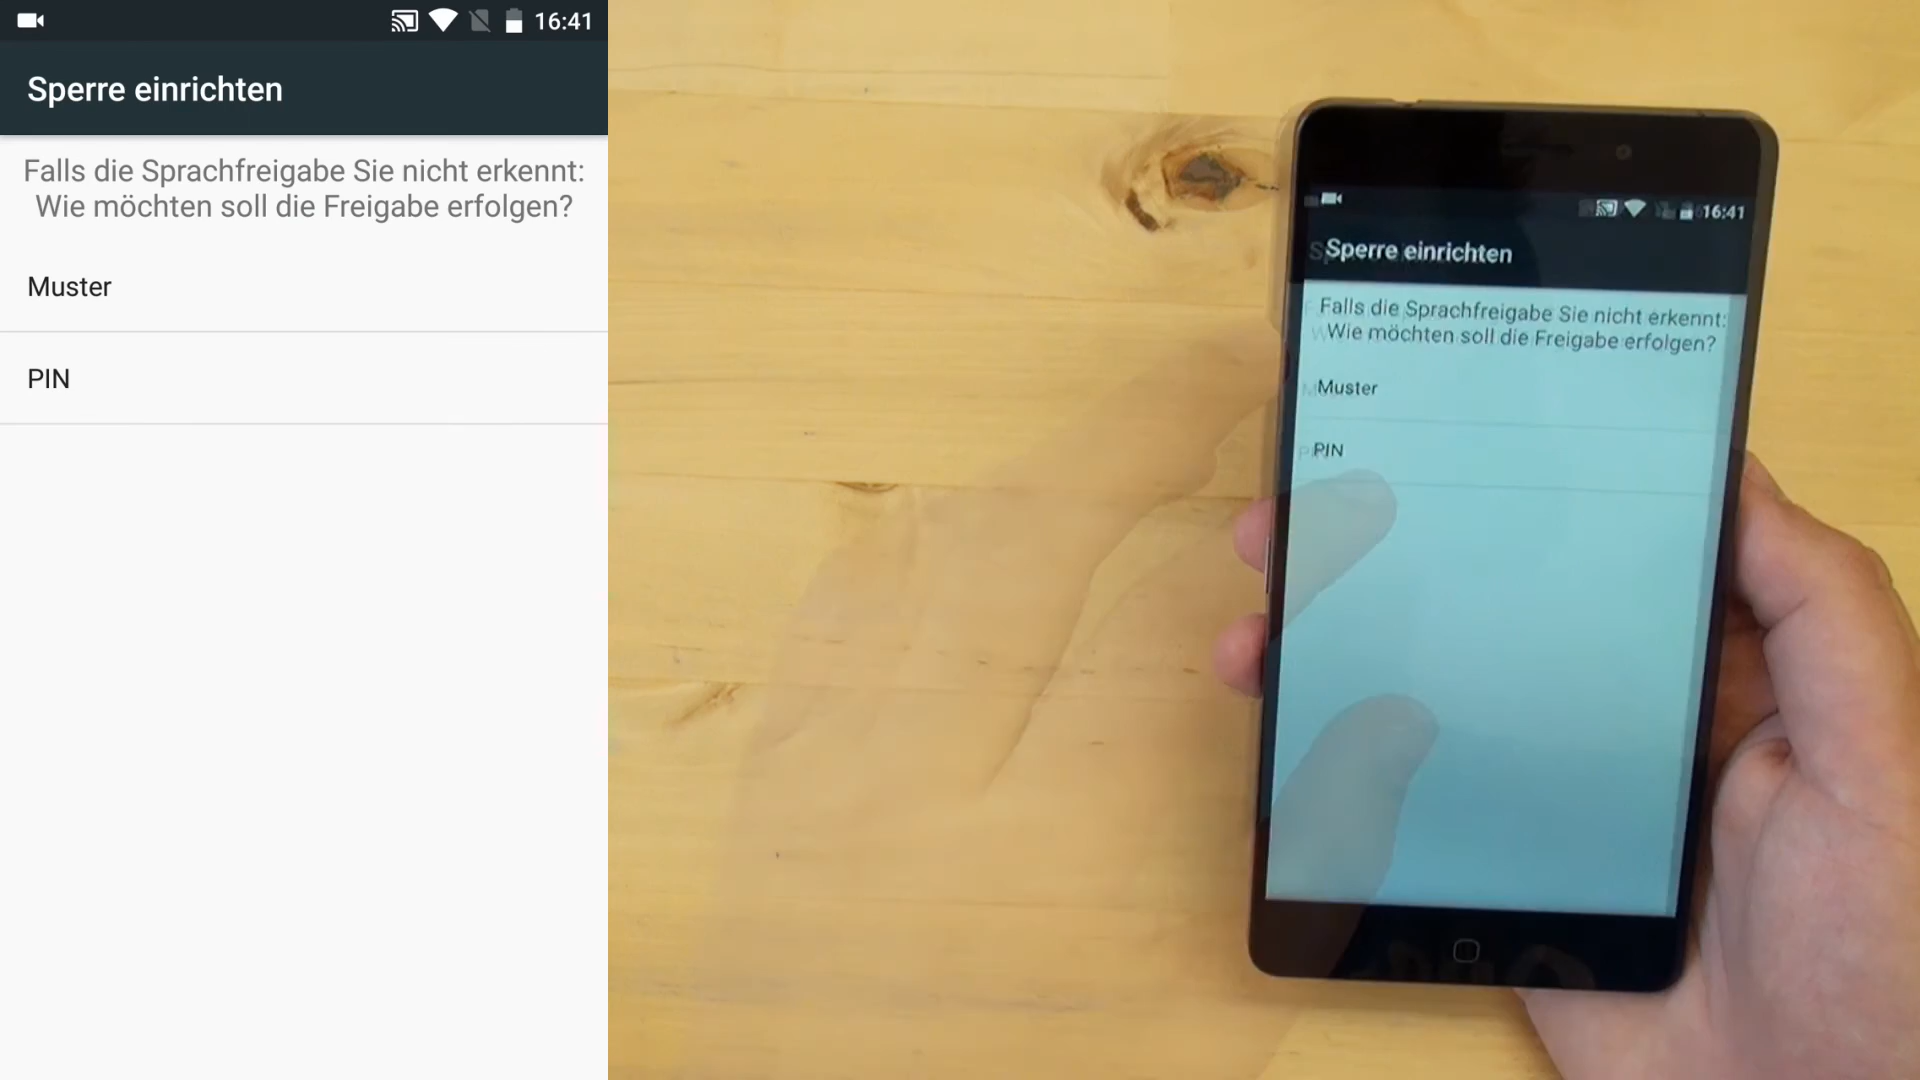 16:41
Sperre einrichten
Falls die Sprachfreigabe Sie nicht erkennt:
Wie möchten soll die Freigabe erfolgen?
Muster
PIN
16:41
Sperre einrichten
Falls die Sprachfreigabe Sie nicht erkennt:
Wie möchten soll die Freigabe erfolgen?
Muster
PIN